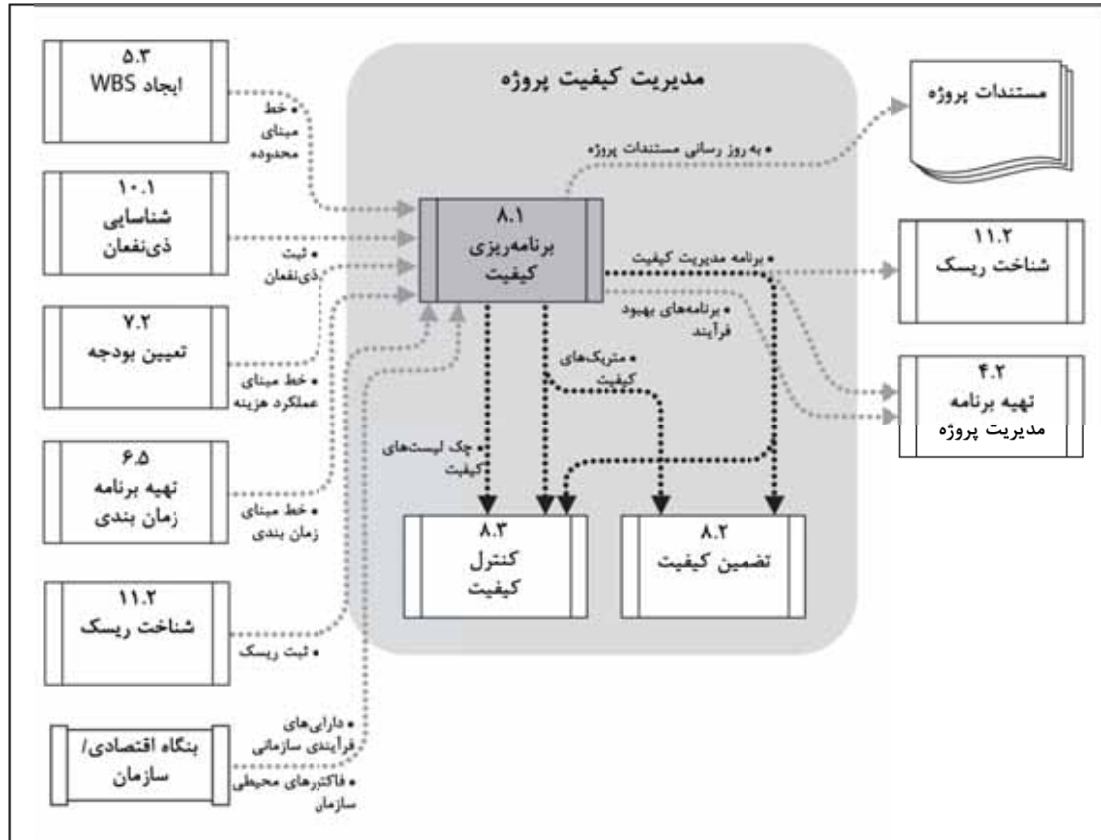 مدیریت کیفیت پروژه
۵.۳
ایجاد WBS
• خط
مبنای
محدوده
۱۰.۱
شناسایی
ذی‌نفعان
• ثبت
ذی‌نفعان
۷.۲
تعیین بودجه
• خط مبنای
عملکرد هزینه
۶.۵
تهیه برنامه
زمان بندی
• خط مبنای
زمان بندی
۱۱.۲
شناخت ریسک
• ثبت ریسک
بنگاه اقتصادی/
سازمان
• دارایی‌های
فرآیندی سازمانی
• فاکتورهای محیطی
سازمان
۸.۱
برنامه‌ریزی
کیفیت
• به روز رسانی مستندات پروژه
• برنامه مدیریت کیفیت
• برنامه‌های بهبود
فرآیند
• متریک‌های
کیفیت
• چک لیست‌های
کیفیت
۸.۳
کنترل
کیفیت
۸.۲
تضمین کیفیت
مستندات پروژه
۱۱.۲
شناخت ریسک
۴.۲
تهیه برنامه
مدیریت پروژه